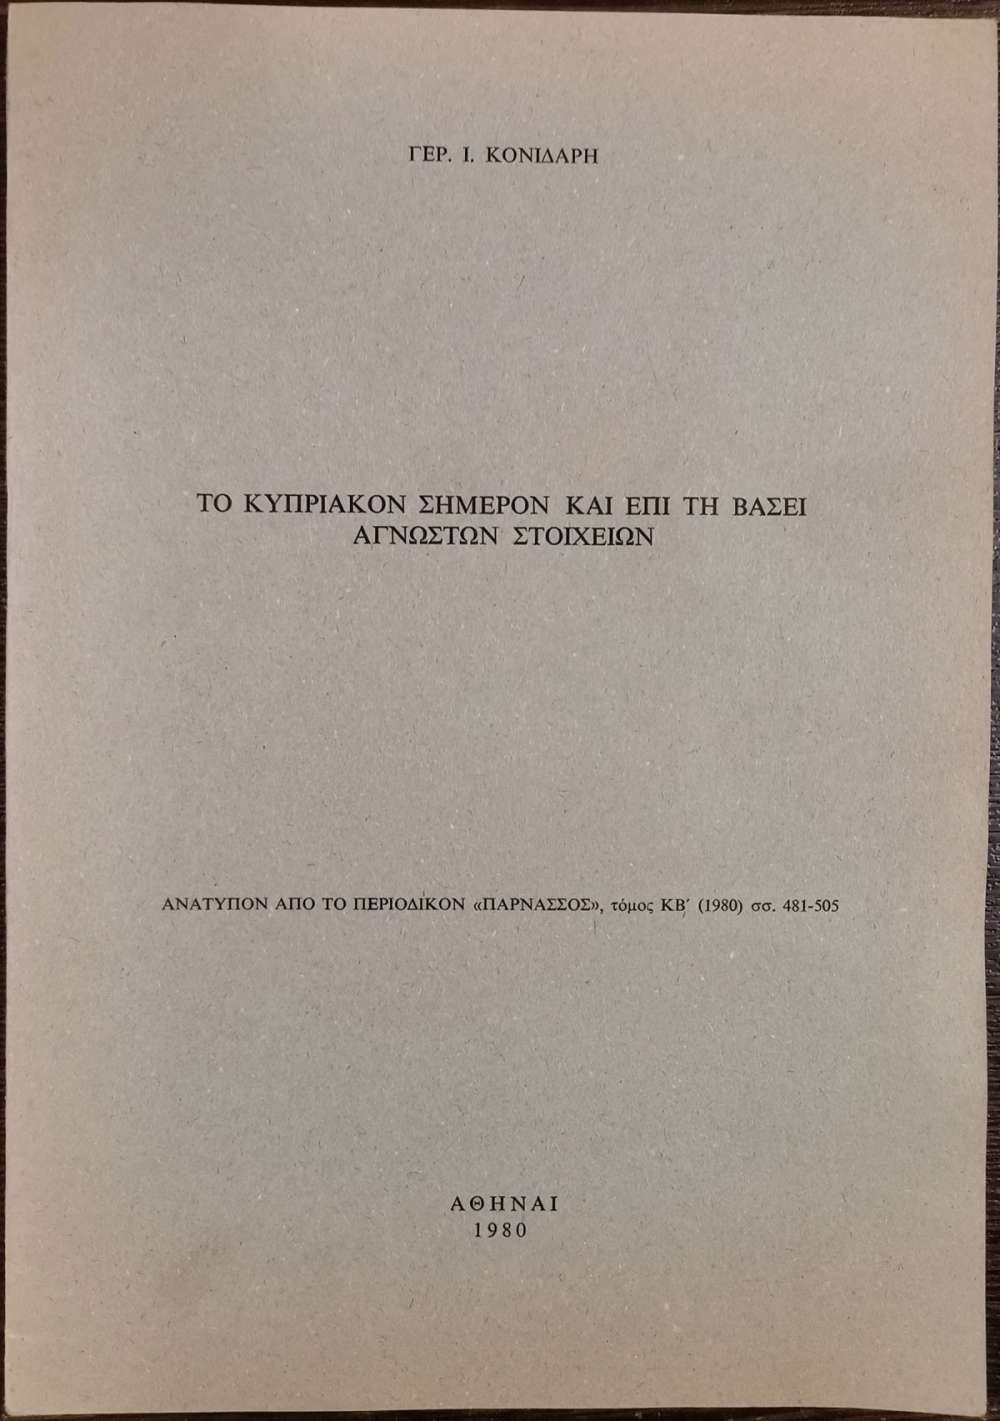 ΓΕΡ. Ι. ΚΟΝΙΔΑΡΗ
ΤΟ ΚΥΠΡΙΑΚΟΝ ΣΗΜΕΡΟΝ ΚΑΙ ΕΠΙ ΤΗ ΒΑΣΕΙ
ΑΓΝΩΣΤΩΝ ΣΤΟΙΧΕΙΩΝ
ΑΝΑΤΥΠΟΝ ΑΠΟ ΤΟ ΠΕΡΙΟΔΙΚΟΝ «ΠΑΡΝΑΣΣΟΣ», τόμος ΚΒ΄ (1980) σσ. 481-505
ΑΘΗΝΑΙ
1980